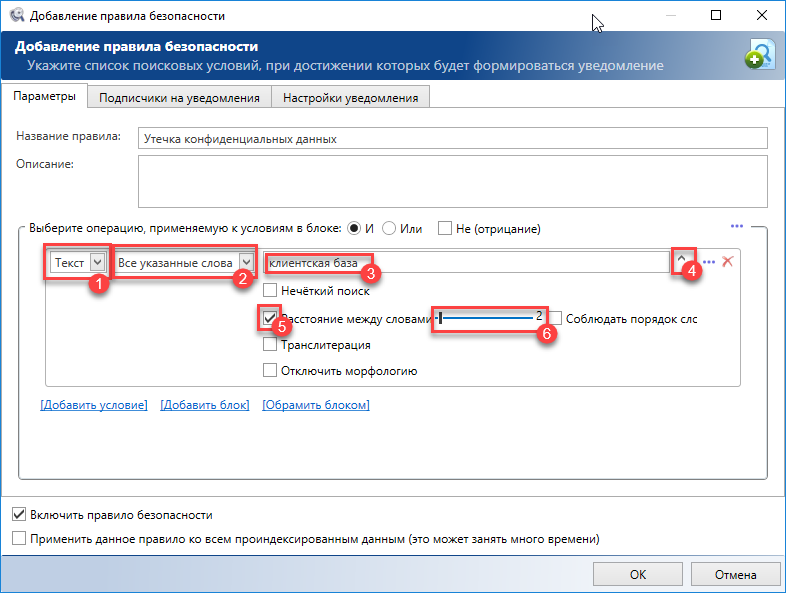 Добавление правила безопасности
Добавление правила безопасности
Укажите список поисковых условий, при достижении которых будет формироваться уведомление
Параметры Подписчики на уведомления Настройки уведомления
Название правила: Утечка конфиденциальных данных
Описание:
Выберите операцию, применяемую к условиям в блоке: И Или Не (отрицание)
Текст Все указанные слова клиентская база
1 2 3 4
Нечёткий поиск
Расстояние между словами 2 Соблюдать порядок слс
5 6
Транслитерация
Отключить морфологию
[Добавить условие] [Добавить блок] [Обрамить блоком]
Включить правило безопасности
Применить данное правило ко всем проиндексированным данным (это может занять много времени)
ОК Отмена